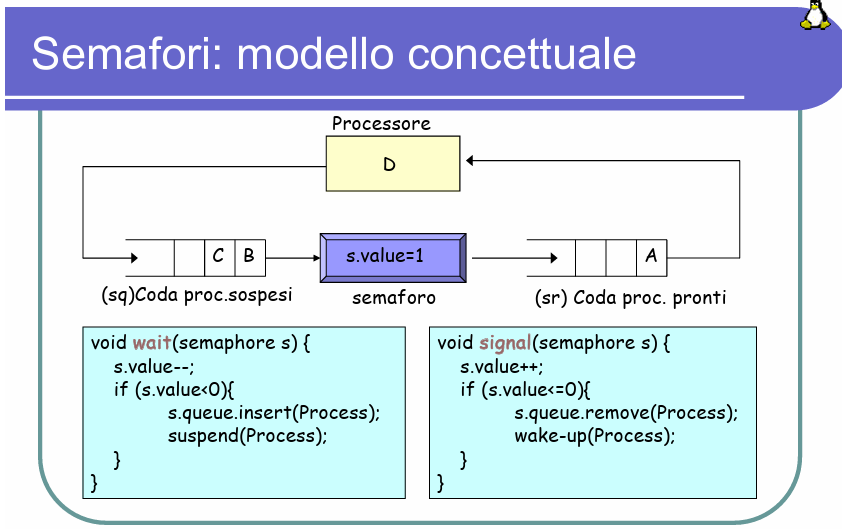 Semafori: modello concettuale
Processore
D
C B
s.value=1
A
(sq)Coda proc.sospesi
semaforo
(sr) Coda proc. pronti
void wait(semaphore s) {
s.value--;
if (s.value<0){
s.queue.insert(Process);
suspend(Process);
}
}
void signal(semaphore s) {
s.value++;
if (s.value<=0){
s.queue.remove(Process);
wake-up(Process);
}
}